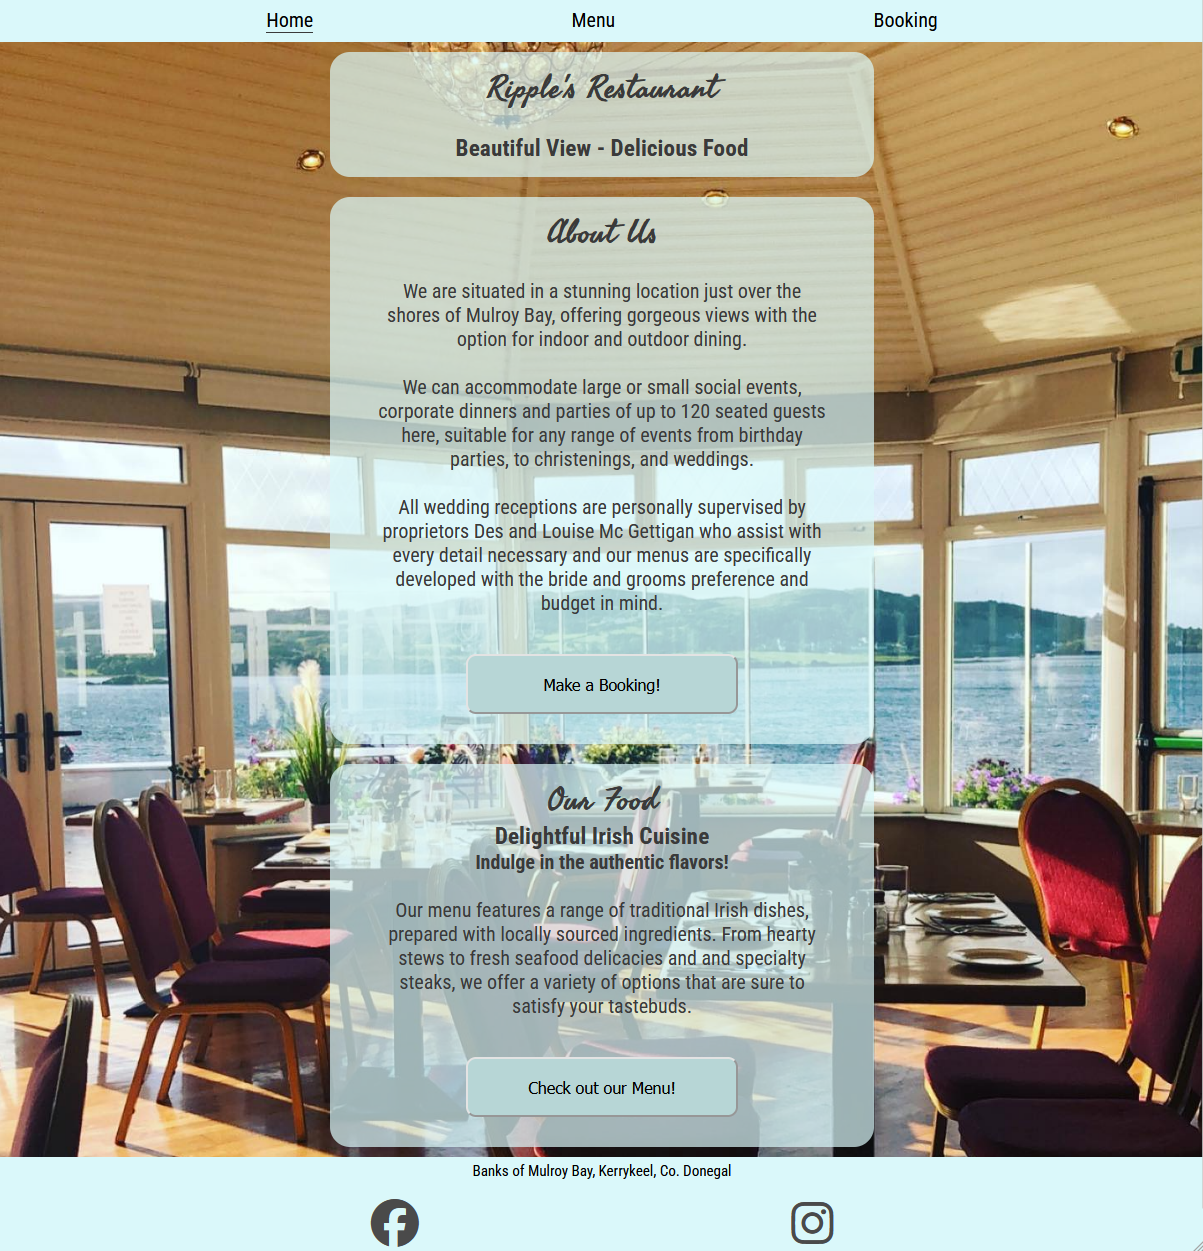 Home Menu Booking
Ripple's Restaurant
Beautiful View - Delicious Food
About Us
We are situated in a stunning location just over the
shores of Mulroy Bay, offering gorgeous views with the
option for indoor and outdoor dining.
We can accommodate large or small social events,
corporate dinners and parties of up to 120 seated guests
here, suitable for any range of events from birthday
parties, to christenings, and weddings.
All wedding receptions are personally supervised by
proprietors Des and Louise Mc Gettigan who assist with
every detail necessary and our menus are specifically
developed with the bride and grooms preference and
budget in mind.
Make a Booking!
Our Food
Delightful Irish Cuisine
Indulge in the authentic flavors!
Our menu features a range of traditional Irish dishes,
prepared with locally sourced ingredients. From hearty
stews to fresh seafood delicacies and and specialty
steaks, we offer a variety of options that are sure to
satisfy your tastebuds.
Check out our Menu!
Banks of Mulroy Bay, Kerrykeel, Co. Donegal